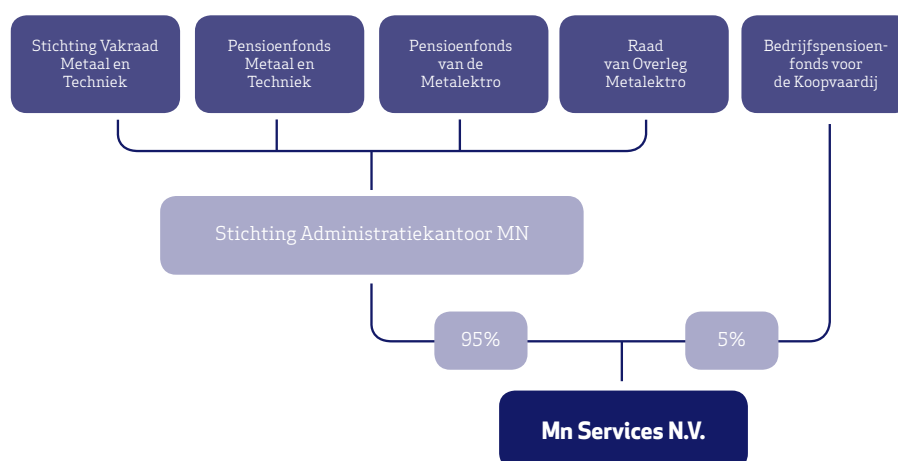 Stichting Vakraad
Metaal en
Techniek
Pensioenfonds
Metaal en
Techniek
Pensioenfonds
van de
Metalektro
Raad
van Overleg
Metalektro
Bedrijfspensioen-
fonds voor
de Koopvaardij
Stichting Administratiekantoor MN
95%
5%
Mn Services N.V.